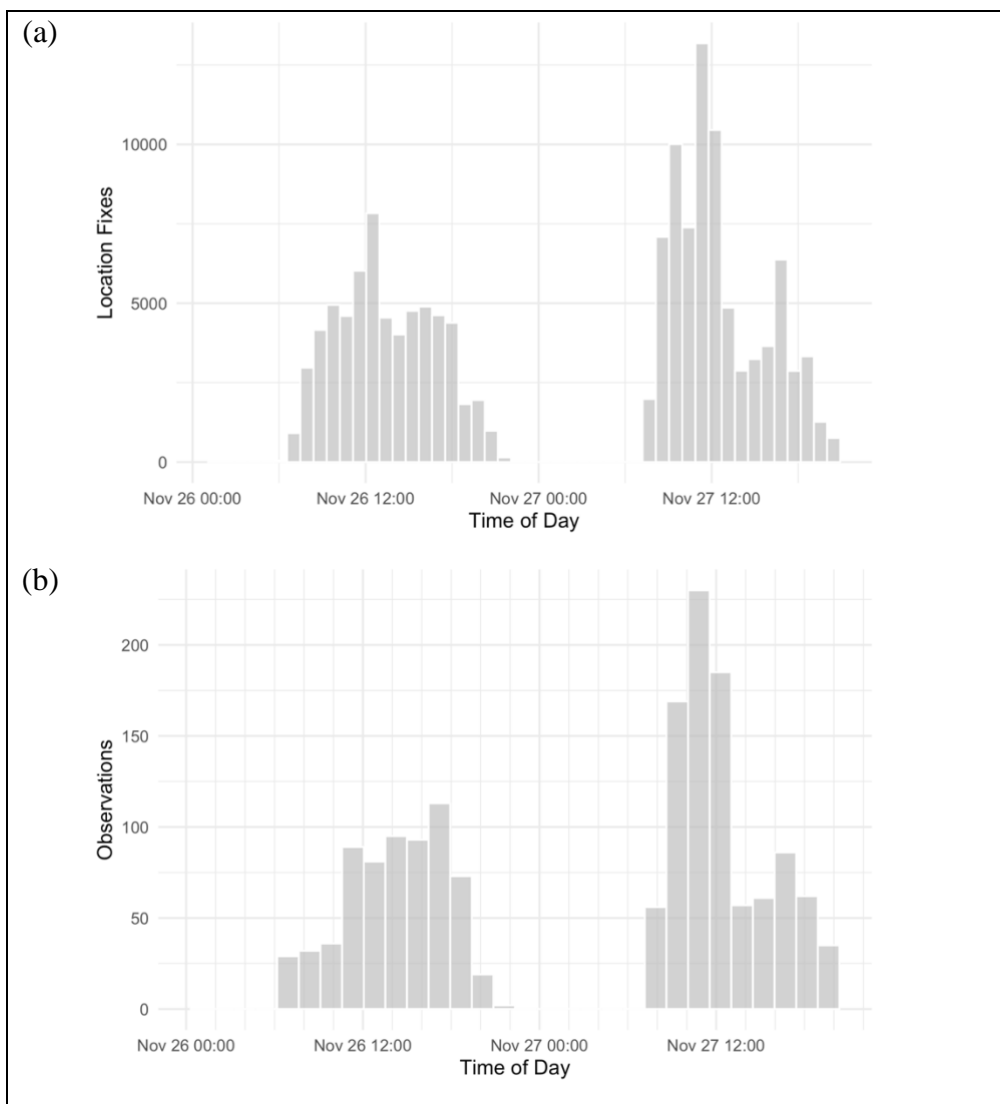 (a)
10000
5000
0
Location Fixes
Nov 26 00:00 Nov 26 12:00 Nov 27 00:00 Nov 27 12:00
Time of Day
(b)
200
150
100
50
0
Observations
Nov 26 00:00 Nov 26 12:00 Nov 27 00:00 Nov 27 12:00
Time of Day